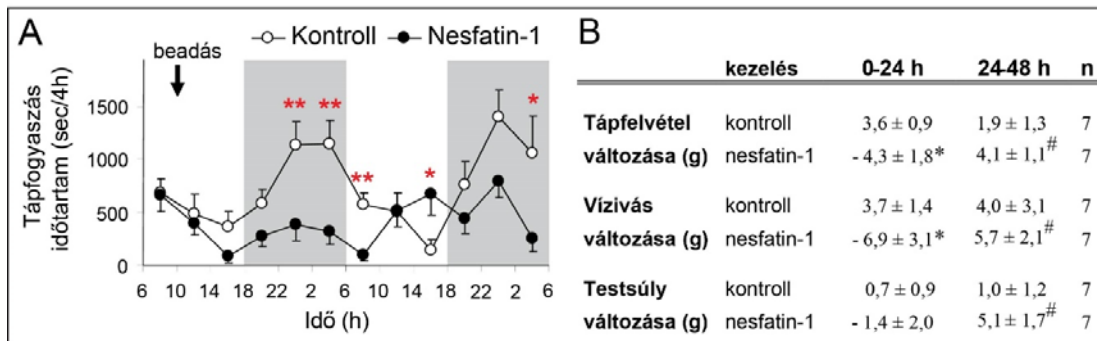 A
Kontroll Nesfatin-1
beadás
** ** ** * *
Tápfogyaszás
időtartam (sec/4h)
1500
1000
500
0
6 10 14 18 22 2 6 10 14 18 22 2 6
Idő (h)
B
kezelés 0-24 h 24-48 h n
Tápfelvétel kontroll 3,6 ± 0,9 1,9 ± 1,3 7
változása (g) nesfatin-1 - 4,3 ± 1,8* 4,1 ± 1,1# 7
Vízivás kontroll 3,7 ± 1,4 4,0 ± 3,1 7
változása (g) nesfatin-1 - 6,9 ± 3,1* 5,7 ± 2,1# 7
Testsúly kontroll 0,7 ± 0,9 1,0 ± 1,2 7
változása (g) nesfatin-1 - 1,4 ± 2,0 5,1 ± 1,7# 7